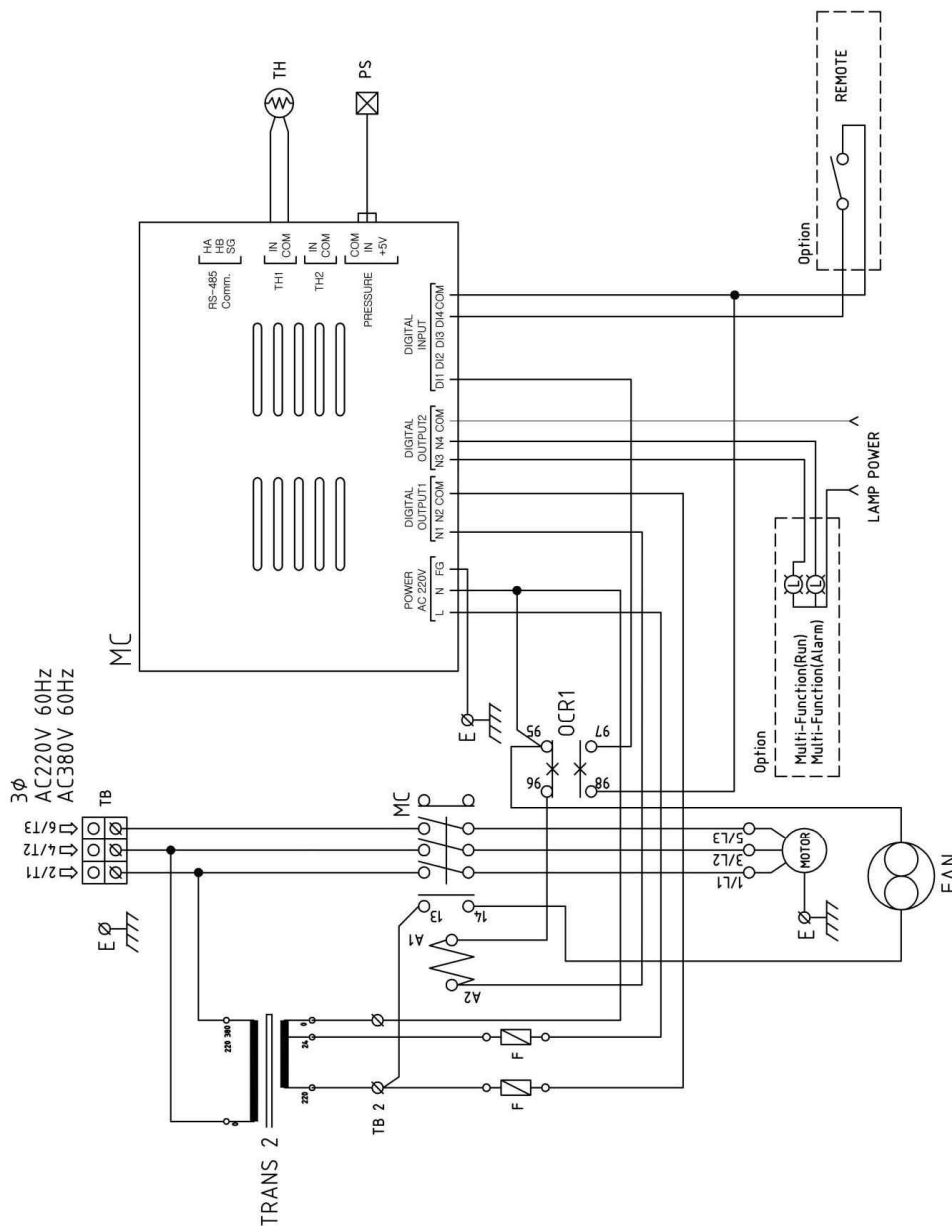 3Ø
AC220V 60Hz
AC380V 60Hz
2/T1
4/T2
6/T3
TB
E
TRANS 2
0
220
380
220
24
0
TB 2
F
F
13
14
A1
A2
MC
MC
1/L1
3/L2
5/L3
MOTOR
E
FAN
OCR1
95
96
97
98
E
POWER
AC 220V
L
N
FG
DIGITAL
OUTPUT1
N1
N2
COM
DIGITAL
OUTPUT2
N3
N4
COM
DIGITAL
INPUT
DI1
DI2
DI3
DI4
COM
RS-485
Comm.
HA
HB
SG
TH1
IN
COM
TH2
IN
COM
PRESSURE
COM
IN
+5V
TH
PS
Option
Multi-Function(Run)
Multi-Function(Alarm)
L
L
LAMP POWER
Option
REMOTE